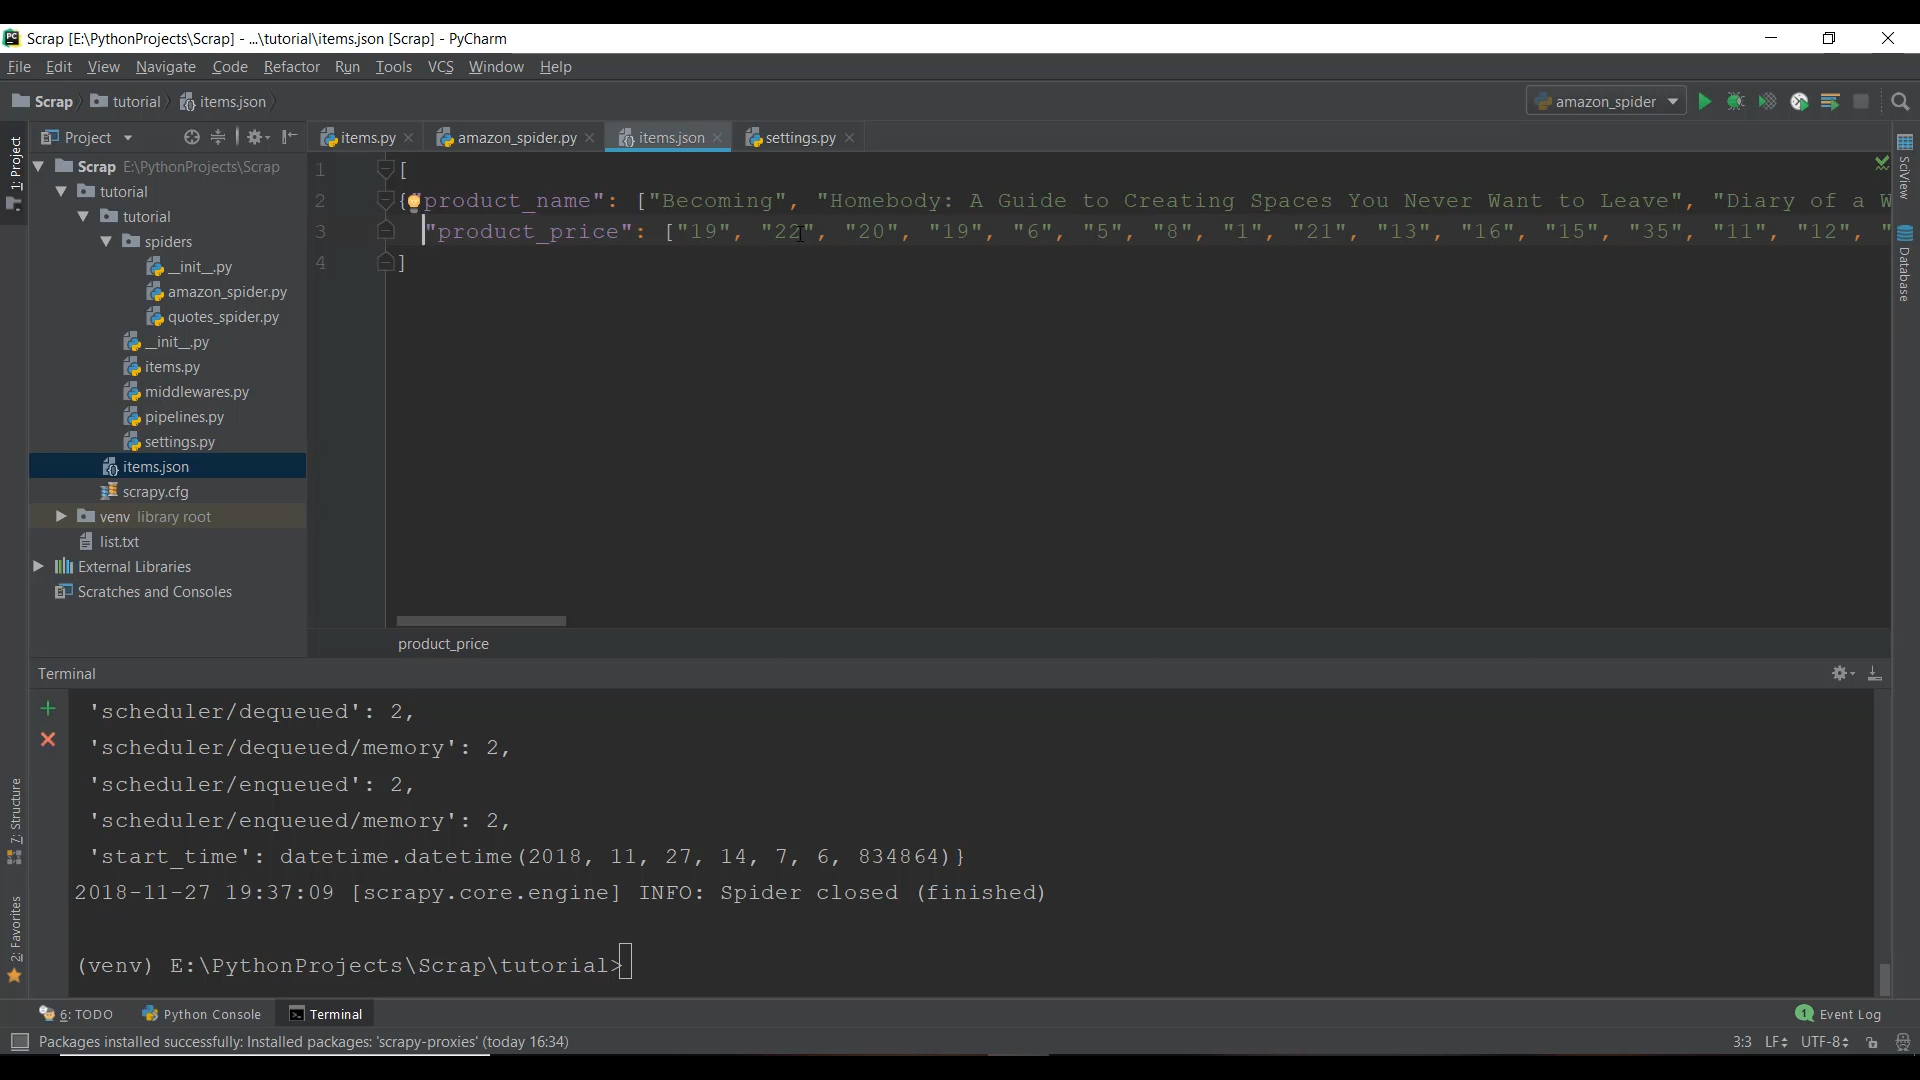 Scrap [E:\PythonProjects\Scrap] - ...\tutorial\items.json [Scrap] - PyCharm
File Edit View Navigate Code Refactor Run Tools VCS Window Help
Scrap tutorial items.json amazon_spider
Project items.py amazon_spider.py items.json settings.py
1: Project
Scrap E:\PythonProjects\Scrap
tutorial
tutorial
spiders
__init__.py
amazon_spider.py
quotes_spider.py
__init__.py
items.py
middlewares.py
pipelines.py
settings.py
items.json
scrapy.cfg
venv library root
list.txt
External Libraries
Scratches and Consoles
1 [
2 {"product_name": ["Becoming", "Homebody: A Guide to Creating Spaces You Never Want to Leave", "Diary of a W
3 "product_price": ["19", "22", "20", "19", "6", "5", "8", "1", "21", "13", "16", "15", "35", "11", "12", "
4 ]
SciView
Database
product_price
Terminal
'scheduler/dequeued': 2,
'scheduler/dequeued/memory': 2,
'scheduler/enqueued': 2,
'scheduler/enqueued/memory': 2,
'start_time': datetime.datetime(2018, 11, 27, 14, 7, 6, 834864)}
2018-11-27 19:37:09 [scrapy.core.engine] INFO: Spider closed (finished)
(venv) E:\PythonProjects\Scrap\tutorial>
7: Structure
2: Favorites
6: TODO Python Console Terminal 1 Event Log
Packages installed successfully: Installed packages: 'scrapy-proxies' (today 16:34) 3:3 LF UTF-8